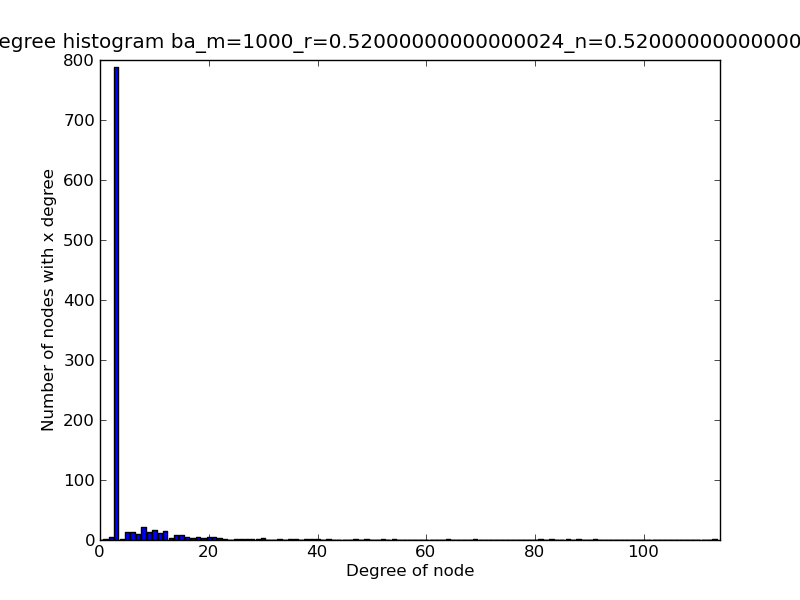 egree histogram ba_m=1000_r=0.52000000000000024_n=0.52000000000000
800
700
600
500
400
300
200
100
0
Number of nodes with x degree
0 20 40 60 80 100
Degree of node